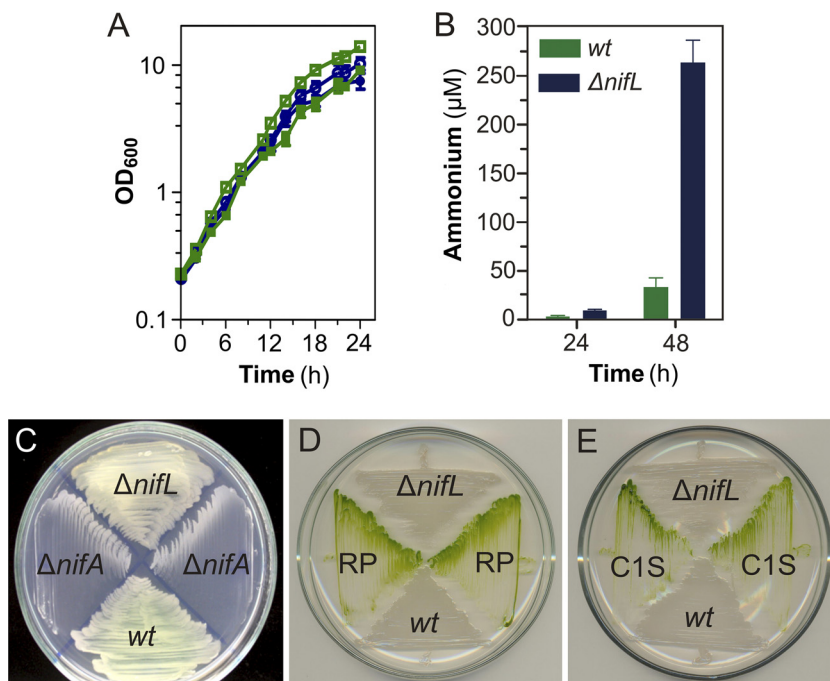 A
OD600
10
1
0.1
0 6 12 18 24
Time (h)
B
Ammonium (µM)
300
250
200
150
100
50
0
wt
ΔnifL
24 48
Time (h)
C
ΔnifL
ΔnifA ΔnifA
wt
D
ΔnifL
RP RP
wt
E
ΔnifL
C1S C1S
wt